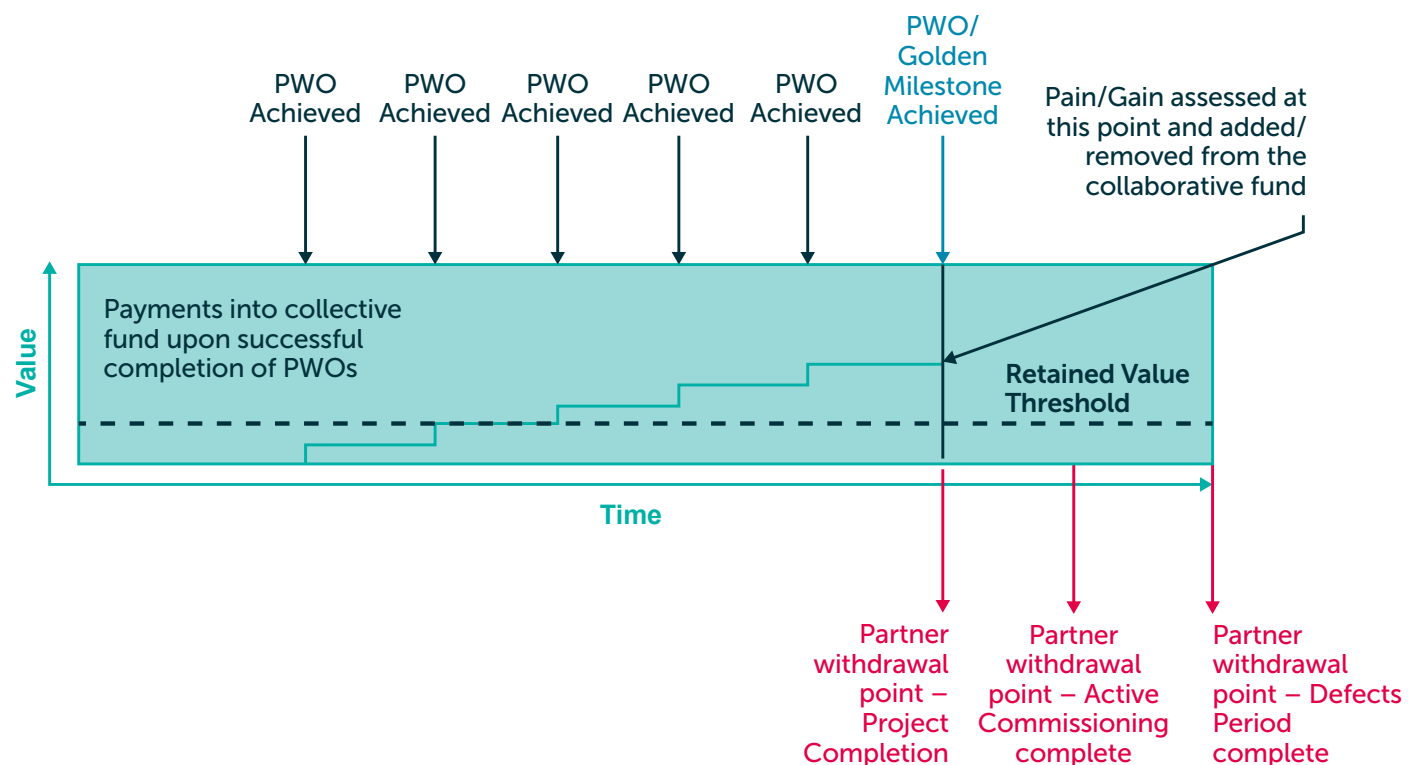 PWO
Achieved
PWO
Achieved
PWO
Achieved
PWO
Achieved
PWO
Achieved
PWO/
Golden
Milestone
Achieved
Pain/Gain assessed at
this point and added/
removed from the
collaborative fund
Value
Payments into collective
fund upon successful
completion of PWOs
Retained Value
Threshold
Time
Partner
withdrawal
point –
Project
Completion
Partner
withdrawal
point – Active
Commissioning
complete
Partner
withdrawal
point – Defects
Period
complete